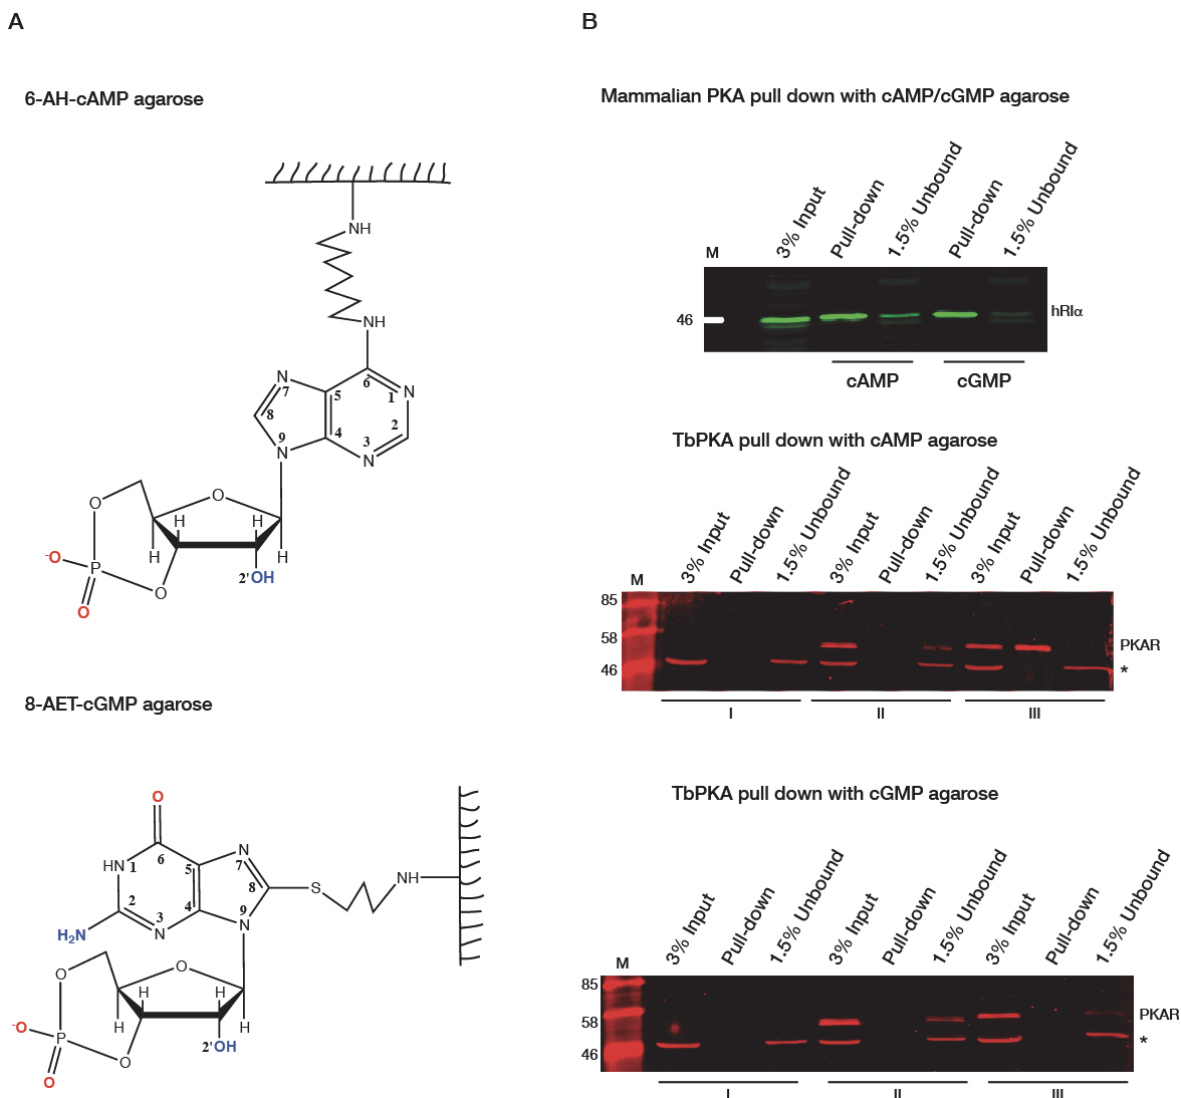 A
B
6-AH-cAMP agarose
NH
NH
6
N
7
5
1
N
8
2
9
4
3
N
N
O
O
H
H
-O
P
H
H
O
2'OH
O
8-AET-cGMP agarose
O
6
N
HN
1
5
7
8
S
NH
2
4
3
9
H₂N
N
N
O
O
H
H
-O
P
H
H
O
2'OH
O
Mammalian PKA pull down with cAMP/cGMP agarose
M
3% Input
Pull-down
1.5% Unbound
Pull-down
1.5% Unbound
46
hRIα
cAMP
cGMP
TbPKA pull down with cAMP agarose
M
3% Input
Pull-down
1.5% Unbound
3% Input
Pull-down
1.5% Unbound
3% Input
Pull-down
1.5% Unbound
85
58
46
PKAR
*
I
II
III
TbPKA pull down with cGMP agarose
M
3% Input
Pull-down
1.5% Unbound
3% Input
Pull-down
1.5% Unbound
3% Input
Pull-down
1.5% Unbound
85
58
46
PKAR
*
I
II
III